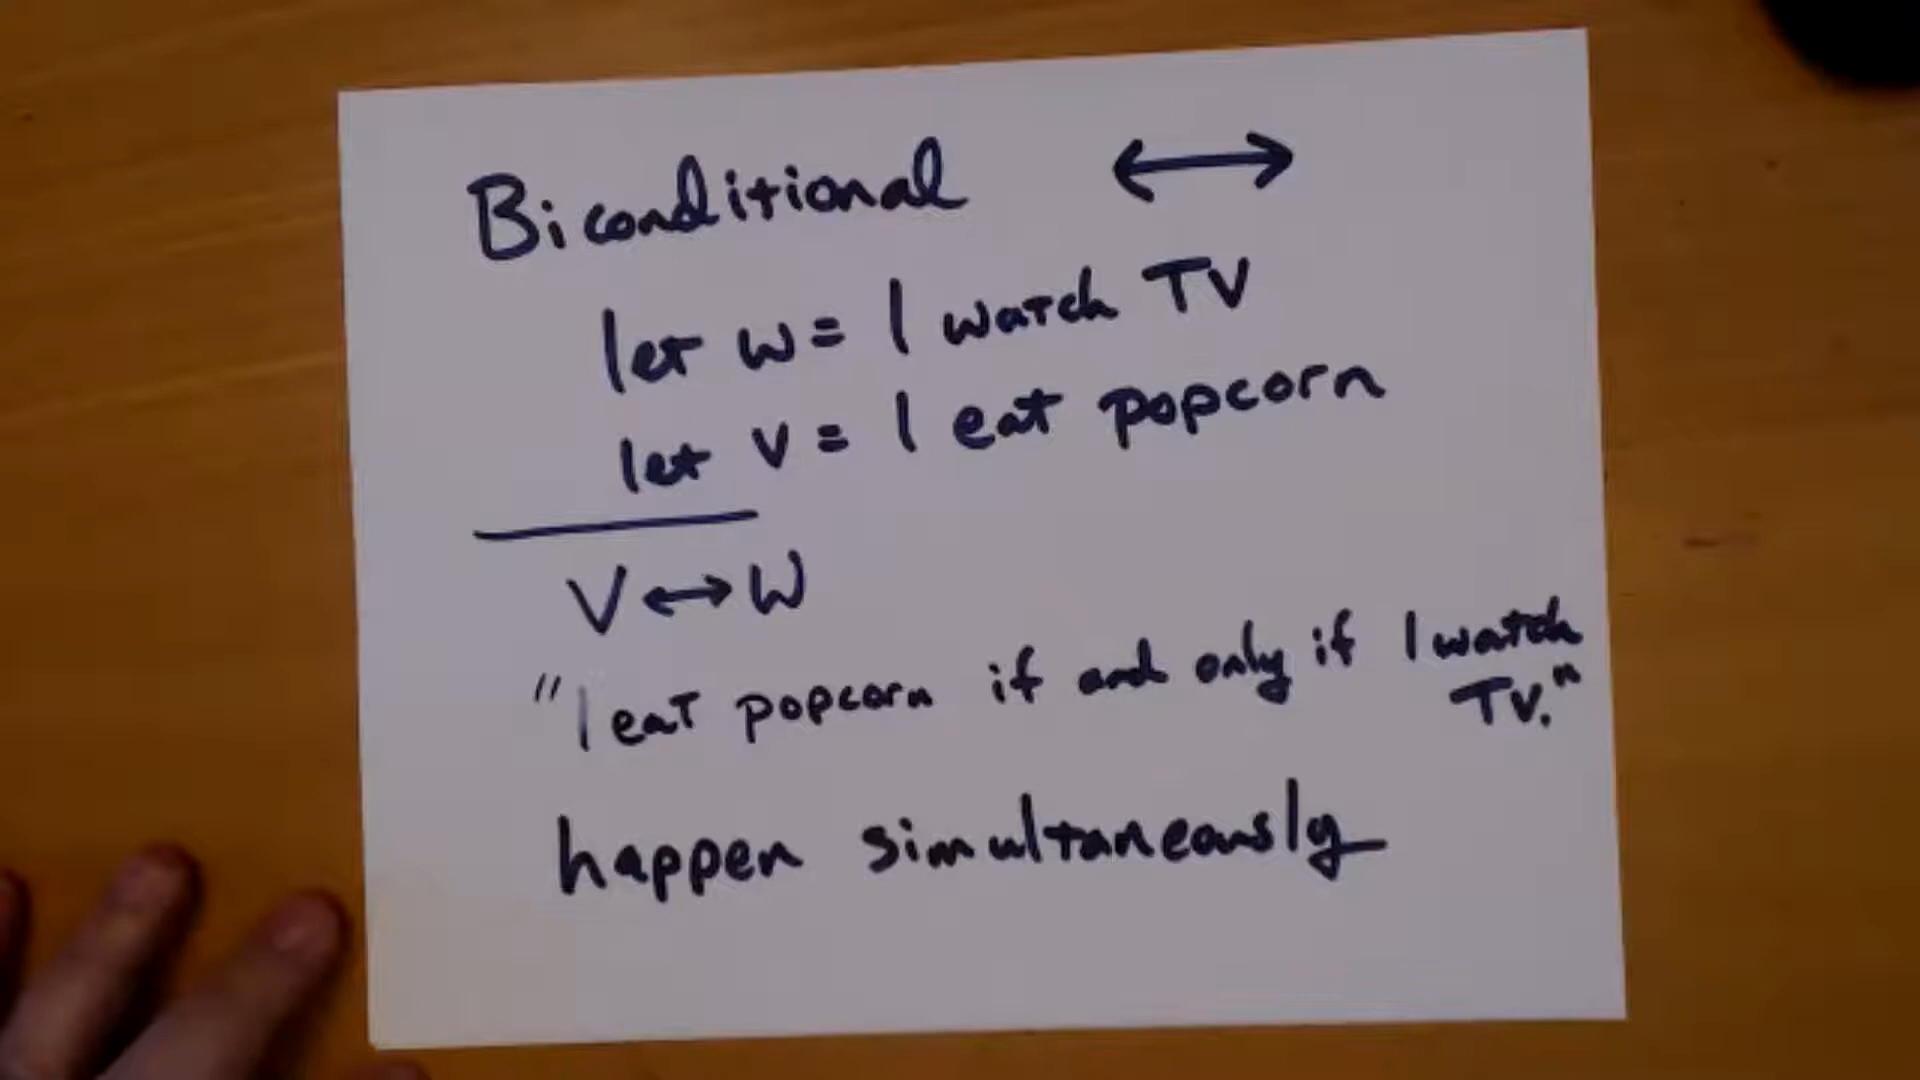 Biconditional ↔
let w = I watch TV
let v = I eat popcorn
V ↔ W
"I eat popcorn if and only if I watch
TV."
happen simultaneously